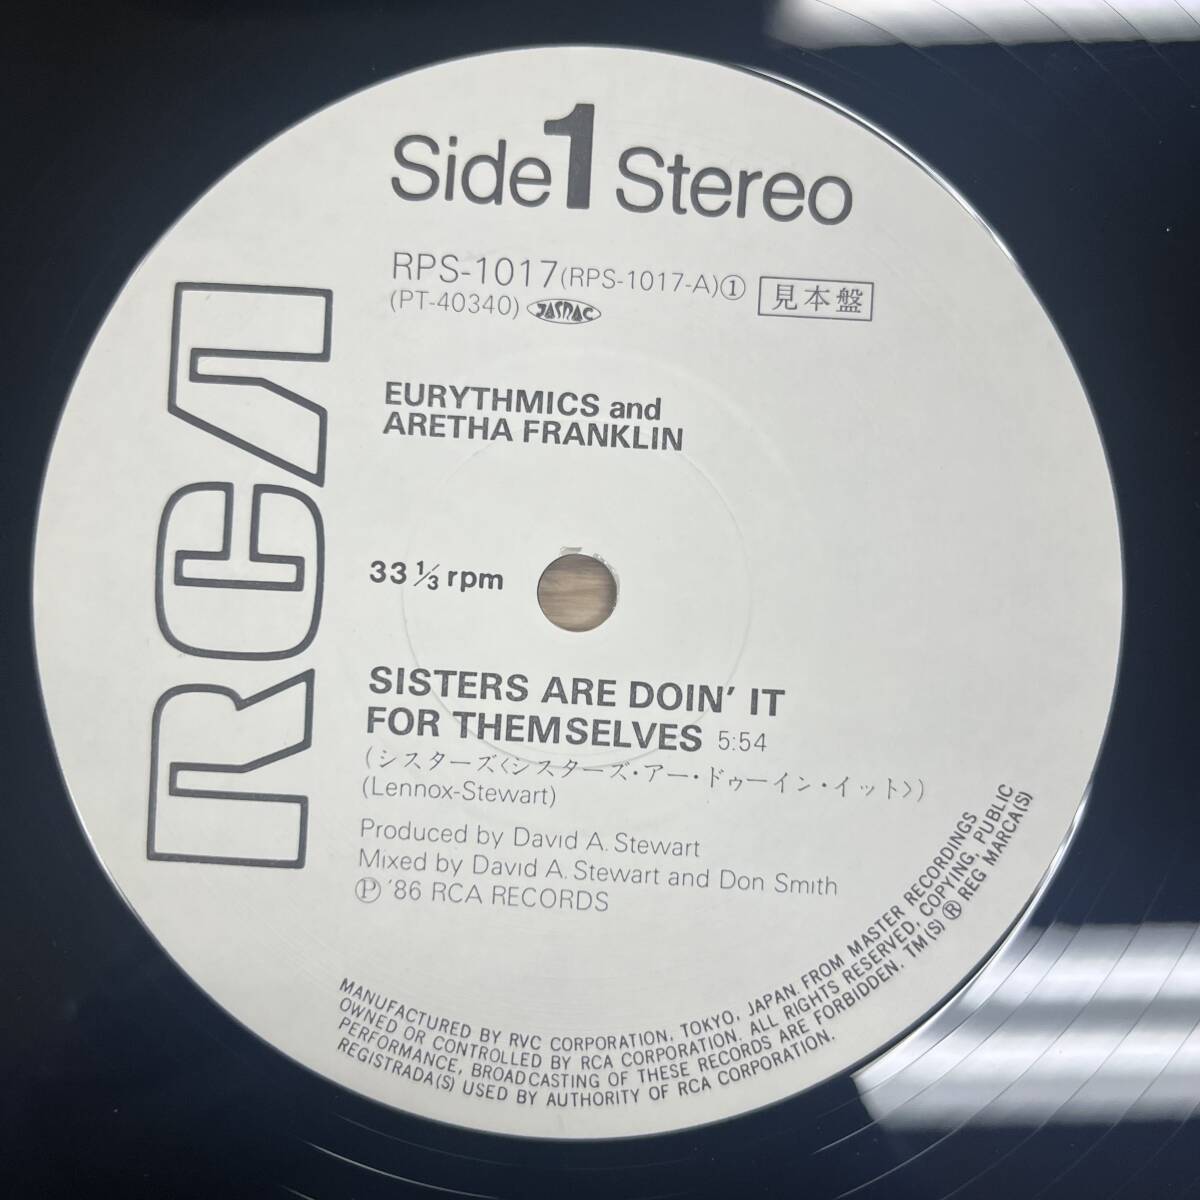 Side 1 Stereo
RPS-1017(RPS-1017-A)①
見本盤
(PT-40340) JASRAC
RCA
EURYTHMICS and
ARETHA FRANKLIN
33 1/3 rpm
SISTERS ARE DOIN' IT
FOR THEMSELVES 5:54
(シスターズ〈シスターズ・アー・ドゥーイン・イット〉)
(Lennox-Stewart)
Produced by David A. Stewart
Mixed by David A. Stewart and Don Smith
Ⓟ '86 RCA RECORDS
MANUFACTURED BY RVC CORPORATION, TOKYO, JAPAN. FROM MASTER RECORDINGS
OWNED OR CONTROLLED BY RCA CORPORATION. ALL RIGHTS RESERVED, COPYING, PUBLIC
PERFORMANCE, BROADCASTING OF THESE RECORDS ARE FORBIDDEN. TM(S) ® REG MARCA(S)
REGISTRADA(S) USED BY AUTHORITY OF RCA CORPORATION.